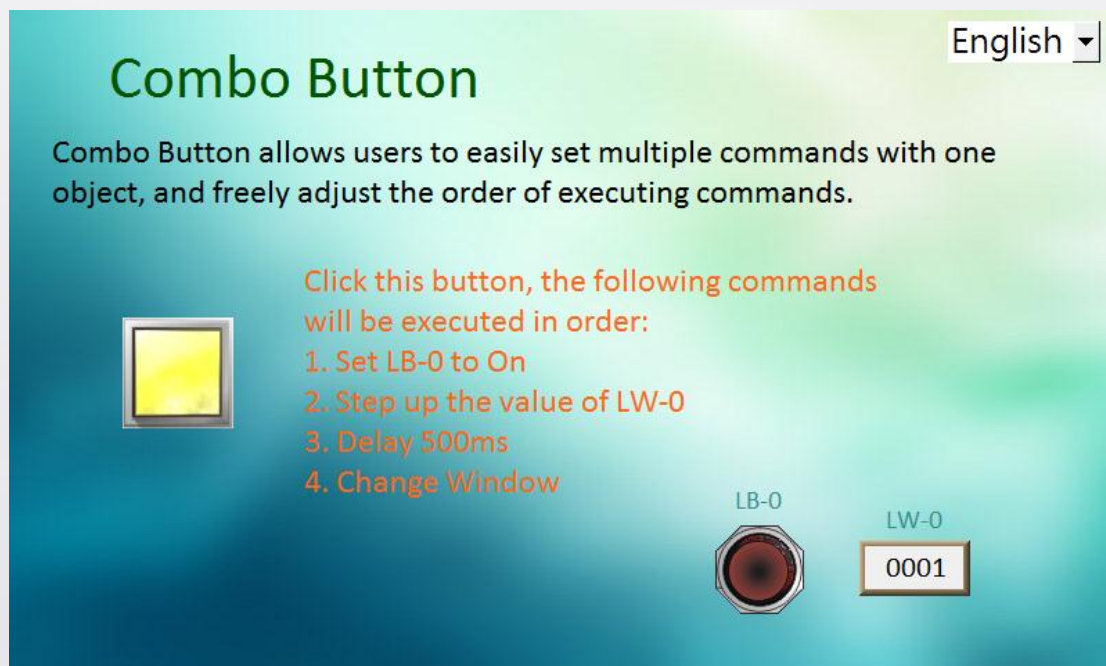 English
Combo Button
Combo Button allows users to easily set multiple commands with one
object, and freely adjust the order of executing commands.
Click this button, the following commands
will be executed in order:
1. Set LB-0 to On
2. Step up the value of LW-0
3. Delay 500ms
4. Change Window
LB-0
LW-0
0001